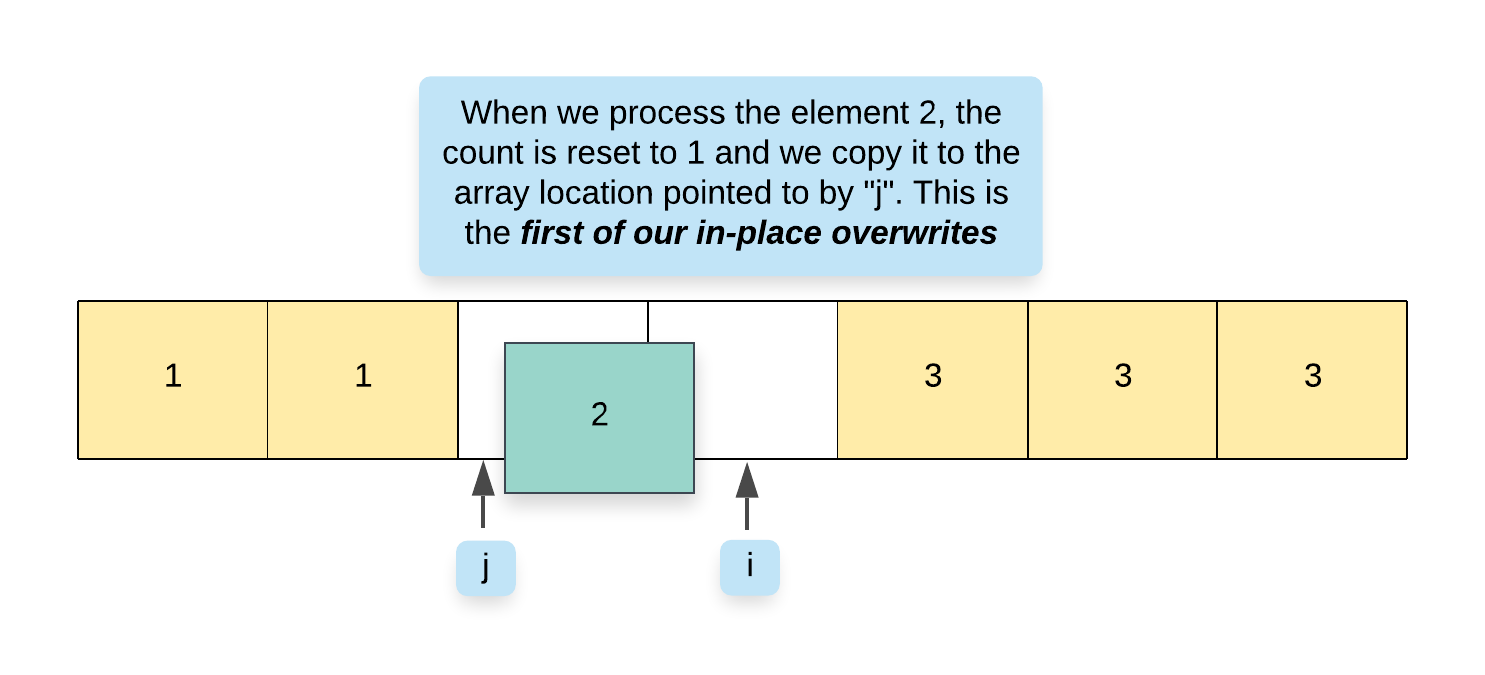 When we process the element 2, the
count is reset to 1 and we copy it to the
array location pointed to by "j". This is
the first of our in-place overwrites
1 1 2 3 3 3
j i